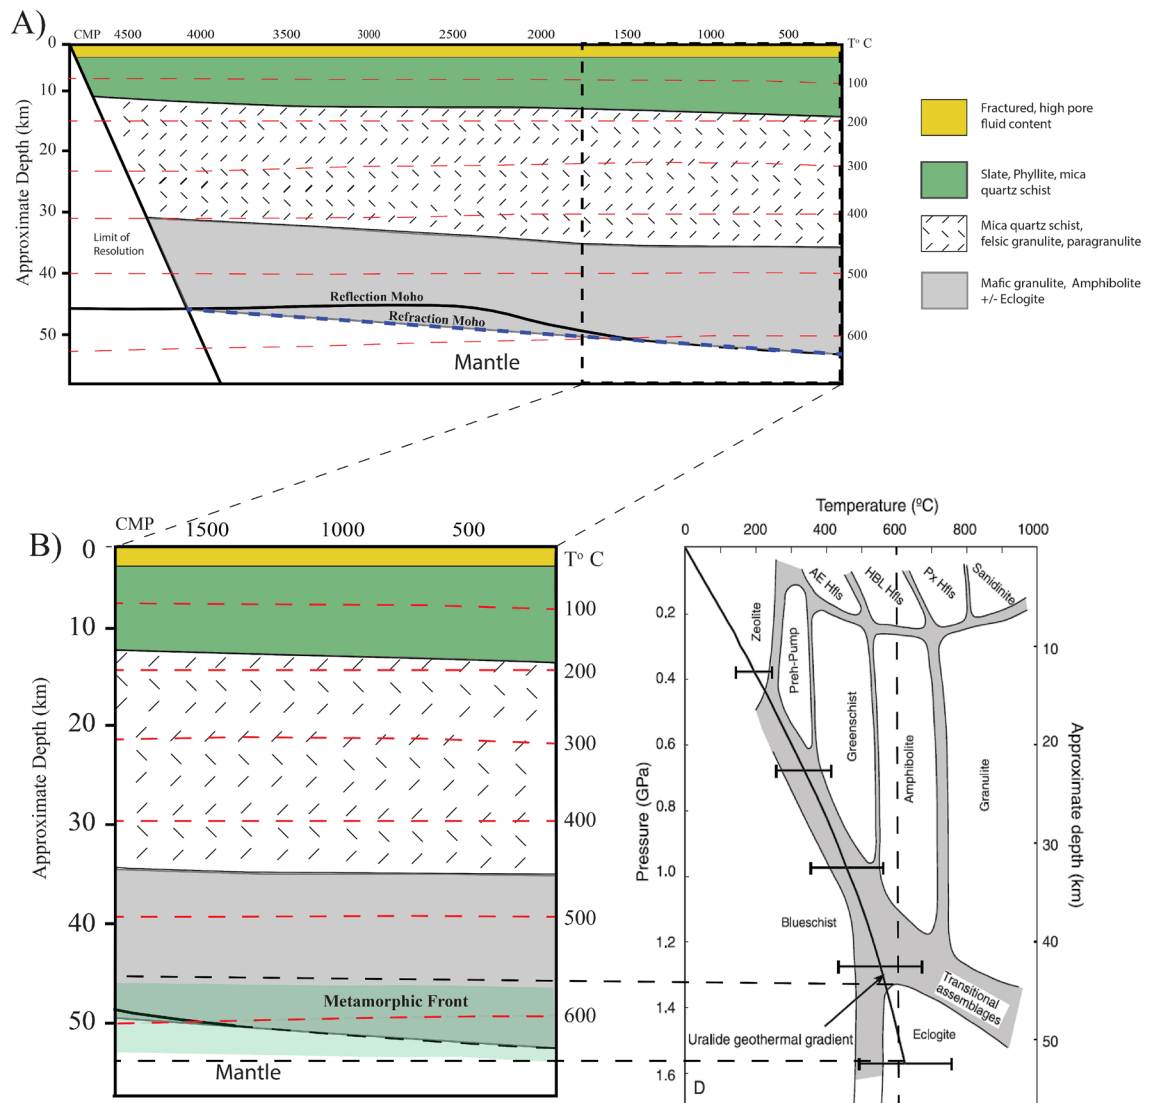 A)
CMP 4500 4000 3500 3000 2500 2000 1500 1000 500
T° C
0
10
20
30
40
50
Approximate Depth (km)
100
200
300
400
500
600
Limit of
Resolution
Reflection Moho
Refraction Moho
Mantle
Fractured, high pore
fluid content
Slate, Phyllite, mica
quartz schist
Mica quartz schist,
felsic granulite, paragranulite
Mafic granulite, Amphibolite
+/- Eclogite
B)
CMP 1500 1000 500
T° C
0
10
20
30
40
50
Approximate Depth (km)
100
200
300
400
500
600
Metamorphic Front
Mantle
Temperature (ºC)
0 200 400 600 800 1000
Pressure (GPa)
0,2
0.4
0.6
0.8
1.0
1.2
1.4
1.6
Approximate depth (km)
10
20
30
40
50
Zeolite
Preh-Pump
AE Hfls
HBL Hfls
Px Hfls
Sanidinite
Greenschist
Amphibolite
Granulite
Blueschist
Transitional
assemblages
Uralide geothermal gradient
Eclogite
D